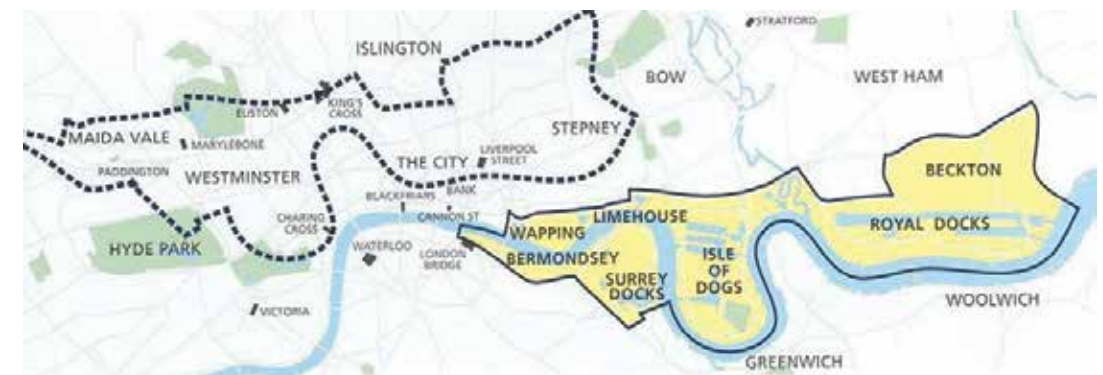 STRATFORD
ISLINGTON
BOW
WEST HAM
EUSTON
KING'S
CROSS
MAIDA VALE
MARYLEBONE
STEPNEY
LIVERPOOL
STREET
THE CITY
PADDINGTON
WESTMINSTER
BLACKFRIARS
BANK
BECKTON
CANNON ST
LIMEHOUSE
CHARING
CROSS
WAPPING
ROYAL DOCKS
HYDE PARK
WATERLOO
LONDON
BRIDGE
BERMONDSEY
ISLE
OF
DOGS
SURREY
DOCKS
VICTORIA
WOOLWICH
GREENWICH